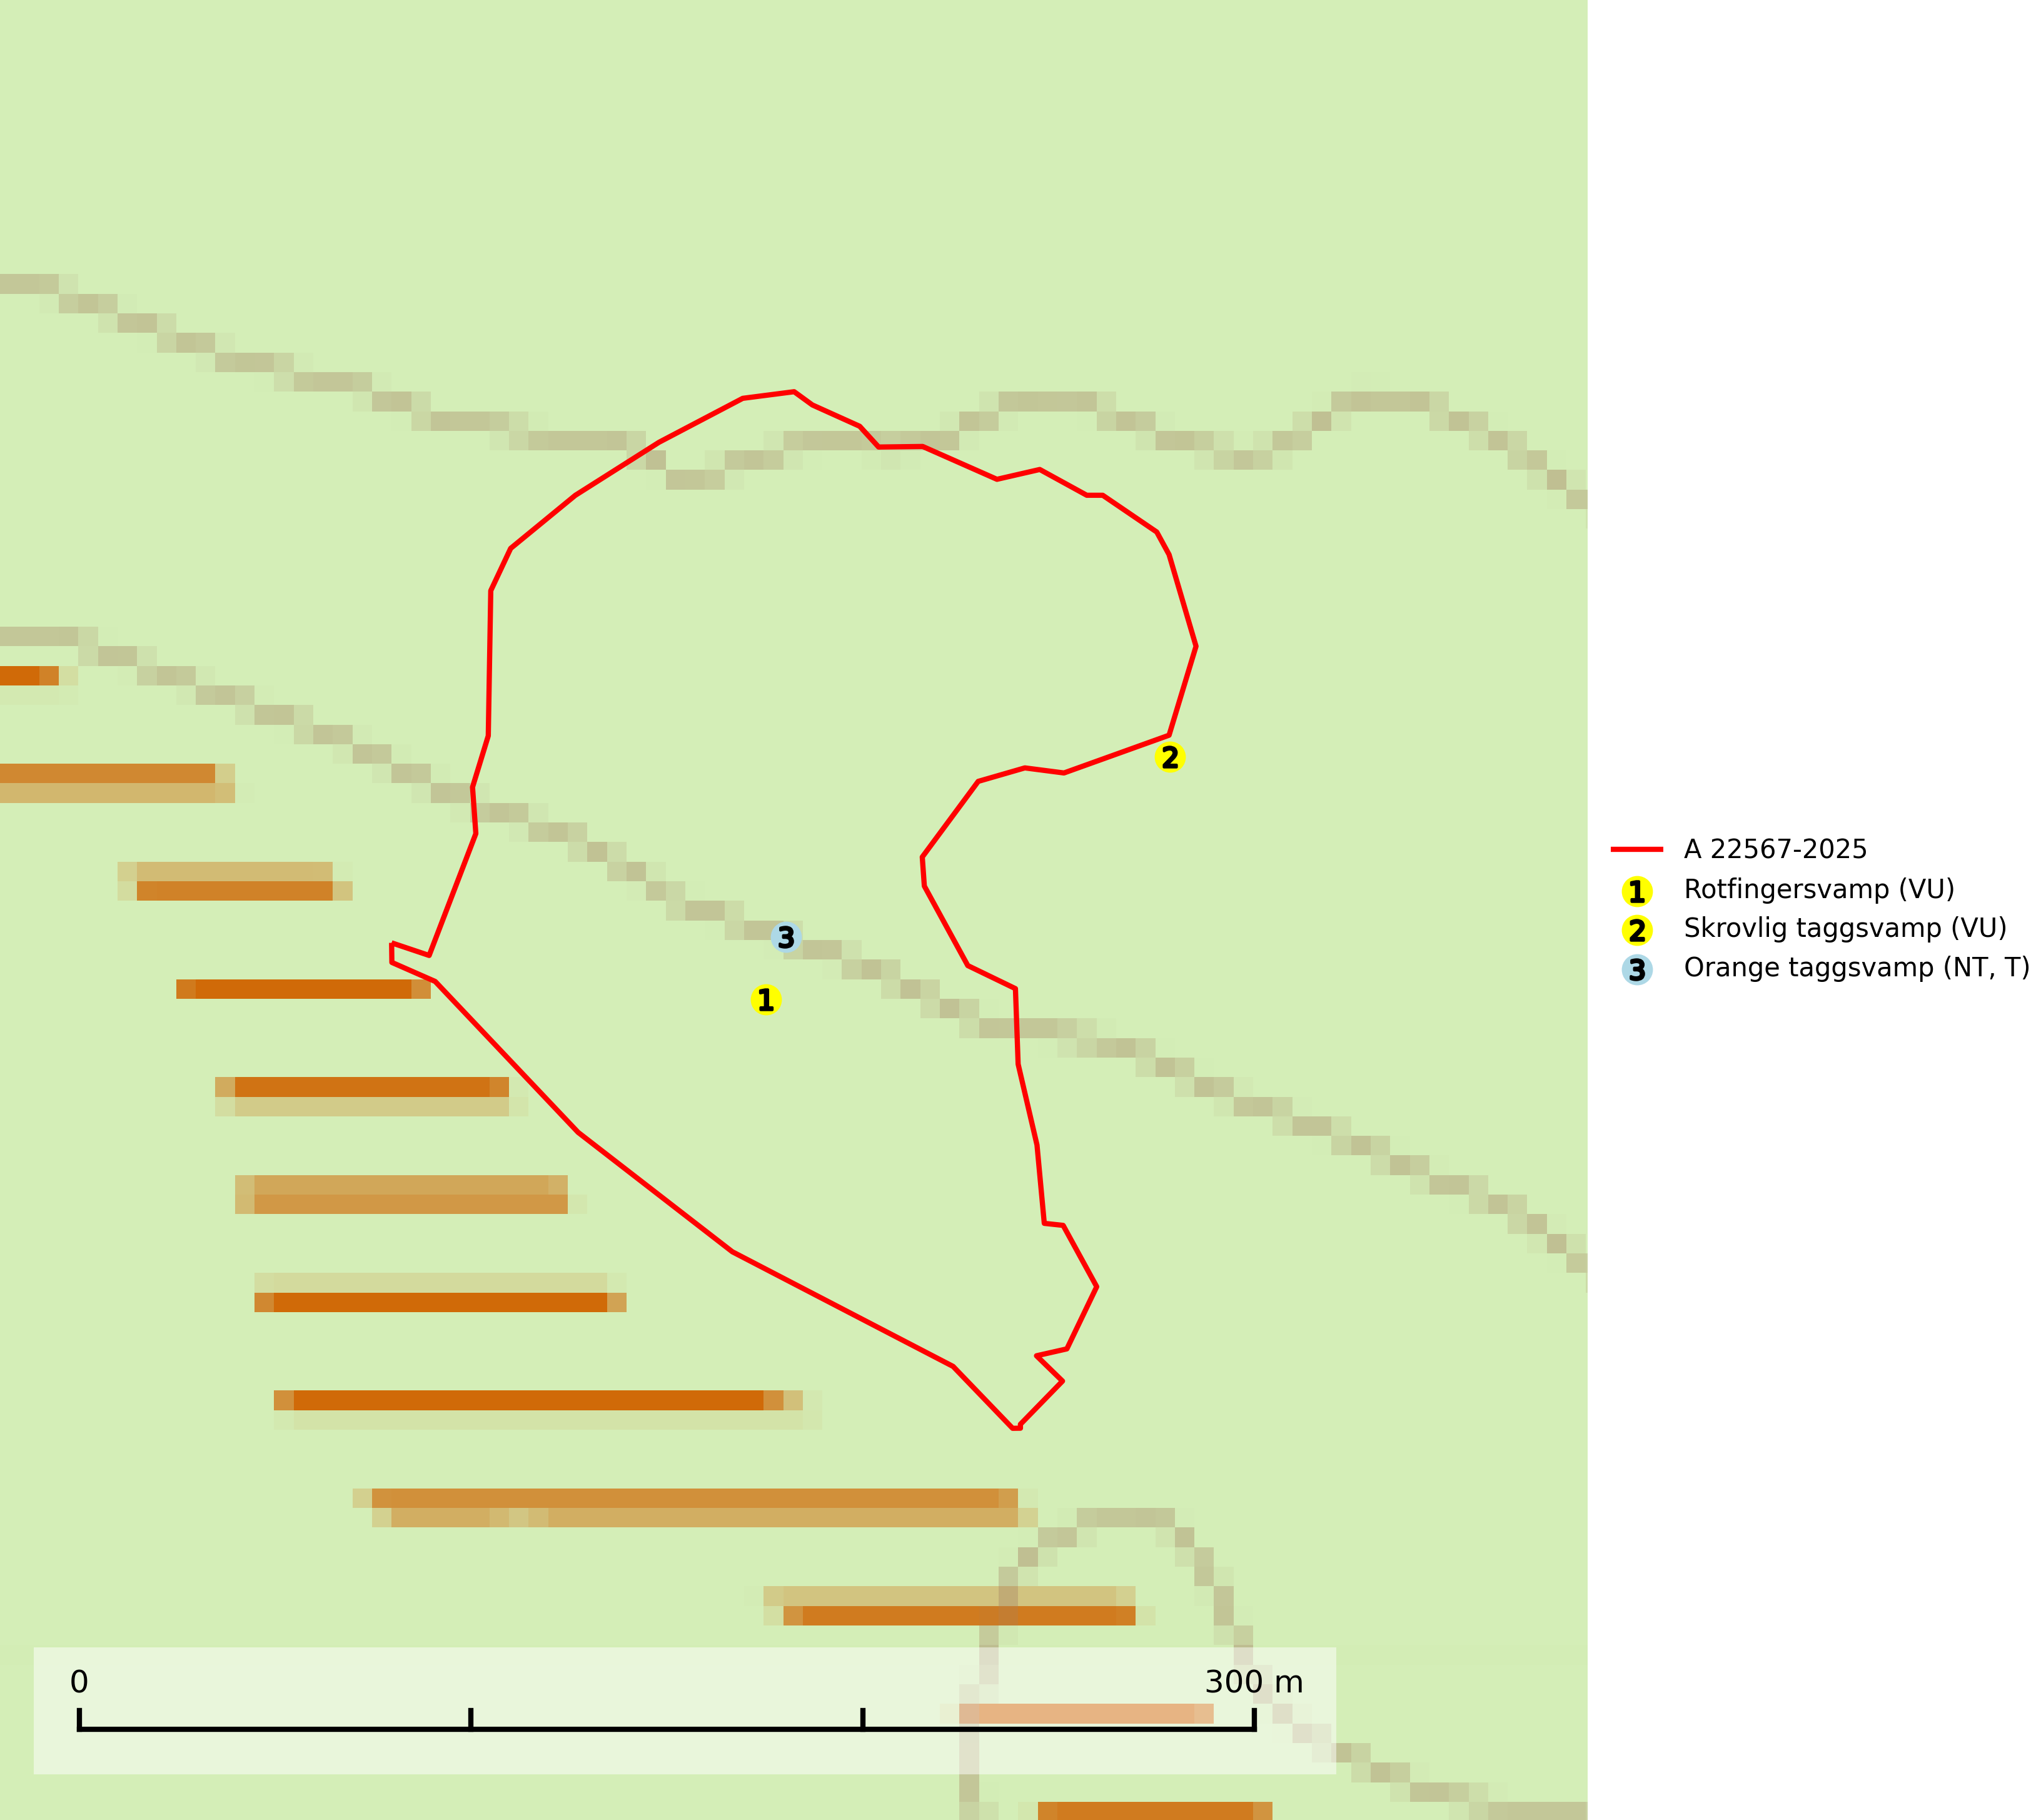 2
3
1
A 22567-2025
1 Rotfingersvamp (VU)
2 Skrovlig taggsvamp (VU)
3 Orange taggsvamp (NT, T)
0 300 m